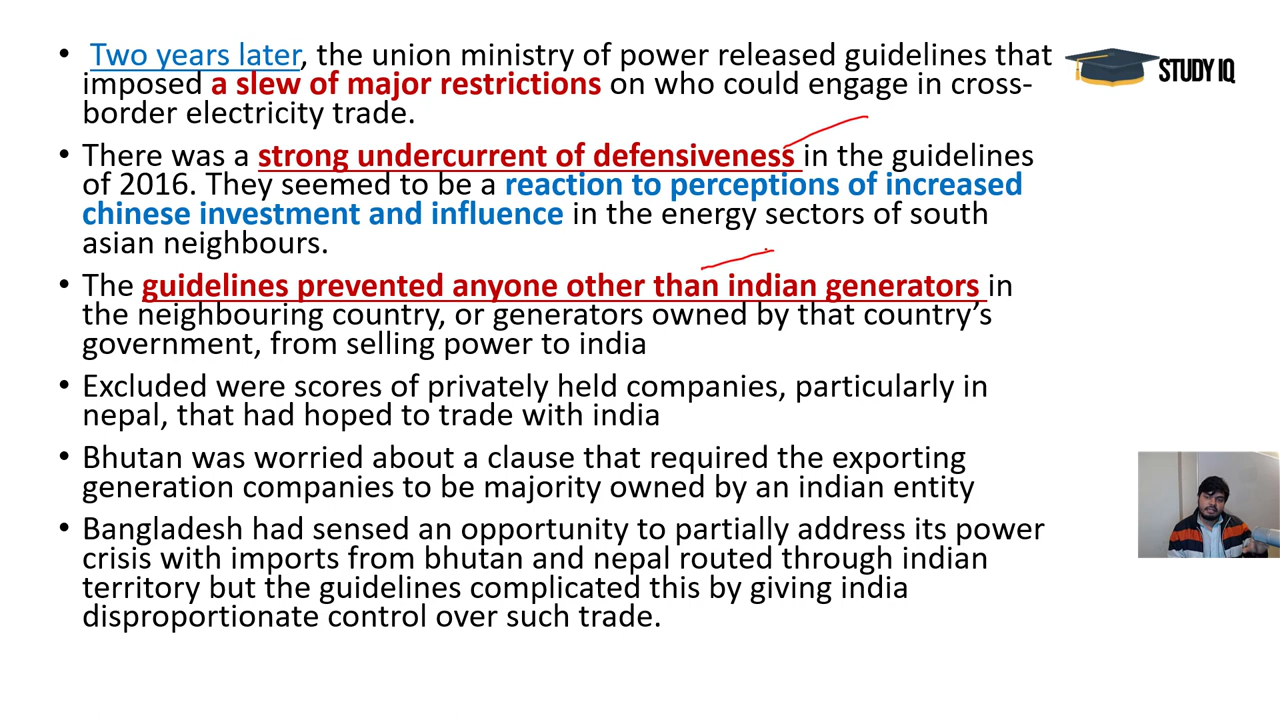 • Two years later, the union ministry of power released guidelines that
imposed a slew of major restrictions on who could engage in cross-
border electricity trade.
• There was a strong undercurrent of defensiveness in the guidelines
of 2016. They seemed to be a reaction to perceptions of increased
chinese investment and influence in the energy sectors of south
asian neighbours.
• The guidelines prevented anyone other than indian generators in
the neighbouring country, or generators owned by that country’s
government, from selling power to india
• Excluded were scores of privately held companies, particularly in
nepal, that had hoped to trade with india
• Bhutan was worried about a clause that required the exporting
generation companies to be majority owned by an indian entity
• Bangladesh had sensed an opportunity to partially address its power
crisis with imports from bhutan and nepal routed through indian
territory but the guidelines complicated this by giving india
disproportionate control over such trade.
STUDY IQ